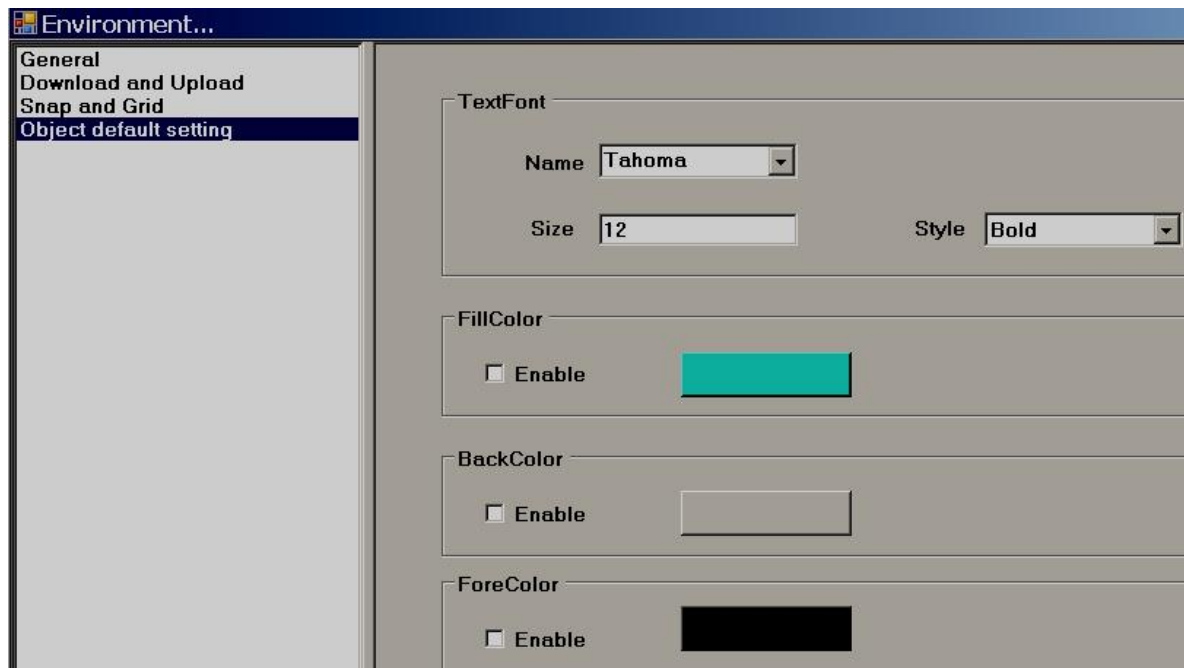 Environment...
General
Download and Upload
Snap and Grid
Object default setting
TextFont
Name Tahoma
Size 12 Style Bold
FillColor
Enable
BackColor
Enable
ForeColor
Enable